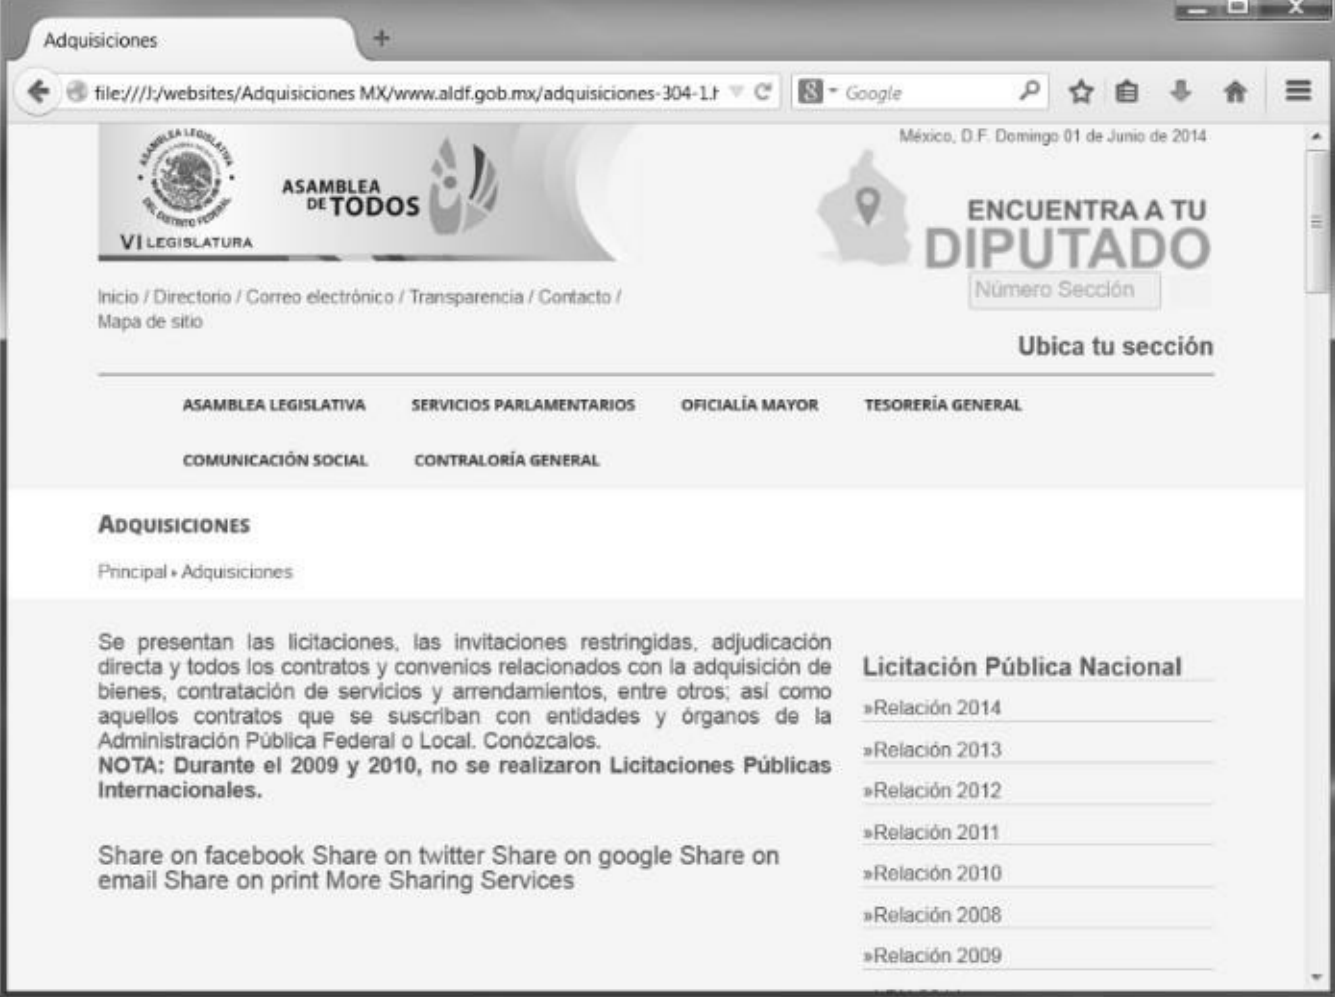 Adquisiciones
file:///J:/websites/Adquisiciones MX/www.aldf.gob.mx/adquisiciones-304-1.h
Google
México, D.F. Domingo 01 de Junio de 2014
ASAMBLEA LEGISLATIVA
DEL DISTRITO FEDERAL
VI LEGISLATURA
ASAMBLEA
DE TODOS
ENCUENTRA A TU
DIPUTADO
Número Sección
Ubica tu sección
Inicio / Directorio / Correo electrónico / Transparencia / Contacto /
Mapa de sitio
ASAMBLEA LEGISLATIVA SERVICIOS PARLAMENTARIOS OFICIALÍA MAYOR TESORERÍA GENERAL
COMUNICACIÓN SOCIAL CONTRALORÍA GENERAL
ADQUISICIONES
Principal › Adquisiciones
Se presentan las licitaciones, las invitaciones restringidas, adjudicación
directa y todos los contratos y convenios relacionados con la adquisición de
bienes, contratación de servicios y arrendamientos, entre otros; así como
aquellos contratos que se suscriban con entidades y órganos de la
Administración Pública Federal o Local. Conózcalos.
NOTA: Durante el 2009 y 2010, no se realizaron Licitaciones Públicas
Internacionales.
Share on facebook Share on twitter Share on google Share on
email Share on print More Sharing Services
Licitación Pública Nacional
»Relación 2014
»Relación 2013
»Relación 2012
»Relación 2011
»Relación 2010
»Relación 2008
»Relación 2009